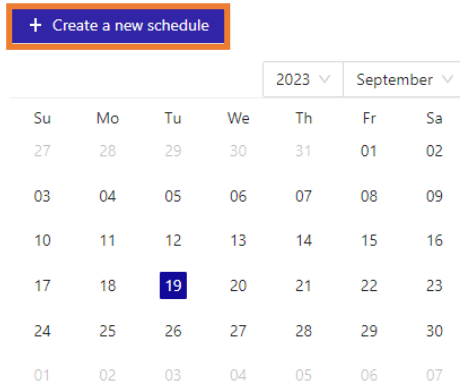 + Create a new schedule
2023 September
Su Mo Tu We Th Fr Sa
27 28 29 30 31 01 02
03 04 05 06 07 08 09
10 11 12 13 14 15 16
17 18 19 20 21 22 23
24 25 26 27 28 29 30
01 02 03 04 05 06 07